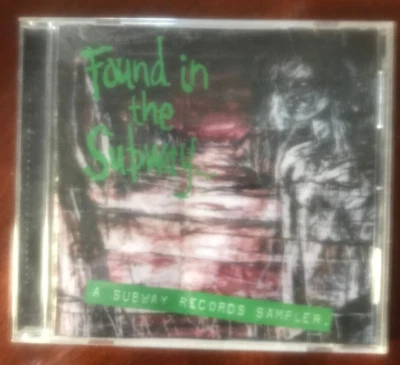 Found in
the
Subway
A SUBWAY RECORDS SAMPLER.